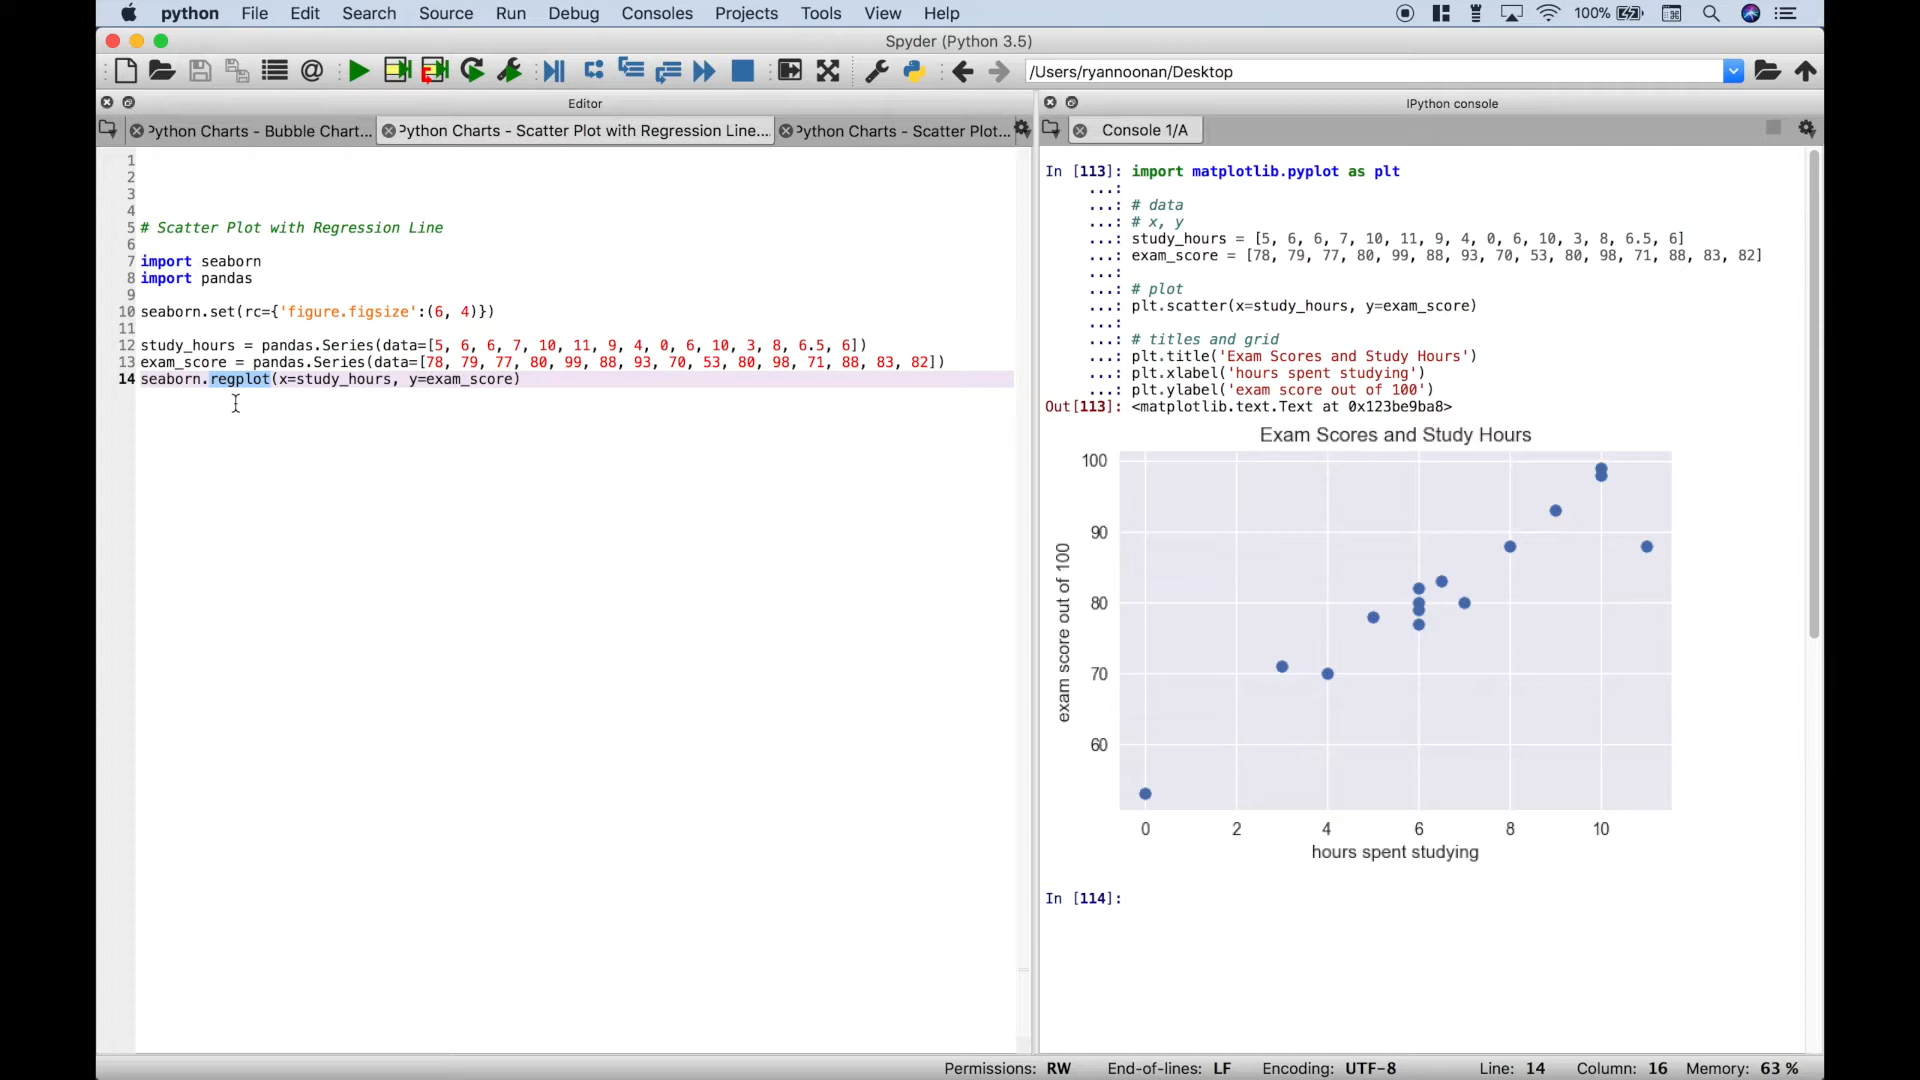 python File Edit Search Source Run Debug Consoles Projects Tools View Help 100%
Spyder (Python 3.5)
/Users/ryannoonan/Desktop
Editor
IPython console
Python Charts - Bubble Chart...
Python Charts - Scatter Plot with Regression Line....
Python Charts - Scatter Plot...
Console 1/A
1
2
3
4
5 # Scatter Plot with Regression Line
6
7 import seaborn
8 import pandas
9
10 seaborn.set(rc={'figure.figsize':(6, 4)})
11
12 study_hours = pandas.Series(data=[5, 6, 6, 7, 10, 11, 9, 4, 0, 6, 10, 3, 8, 6.5, 6])
13 exam_score = pandas.Series(data=[78, 79, 77, 80, 99, 88, 93, 70, 53, 80, 98, 71, 88, 83, 82])
14 seaborn.regplot(x=study_hours, y=exam_score)
In [113]: import matplotlib.pyplot as plt
...:
...: # data
...: # x, y
...: study_hours = [5, 6, 6, 7, 10, 11, 9, 4, 0, 6, 10, 3, 8, 6.5, 6]
...: exam_score = [78, 79, 77, 80, 99, 88, 93, 70, 53, 80, 98, 71, 88, 83, 82]
...:
...: # plot
...: plt.scatter(x=study_hours, y=exam_score)
...:
...: # titles and grid
...: plt.title('Exam Scores and Study Hours')
...: plt.xlabel('hours spent studying')
...: plt.ylabel('exam score out of 100')
Out[113]: <matplotlib.text.Text at 0x123be9ba8>
Exam Scores and Study Hours
100
90
80
70
60
exam score out of 100
0 2 4 6 8 10
hours spent studying
In [114]:
Permissions: RW End-of-lines: LF Encoding: UTF-8 Line: 14 Column: 16 Memory: 63 %